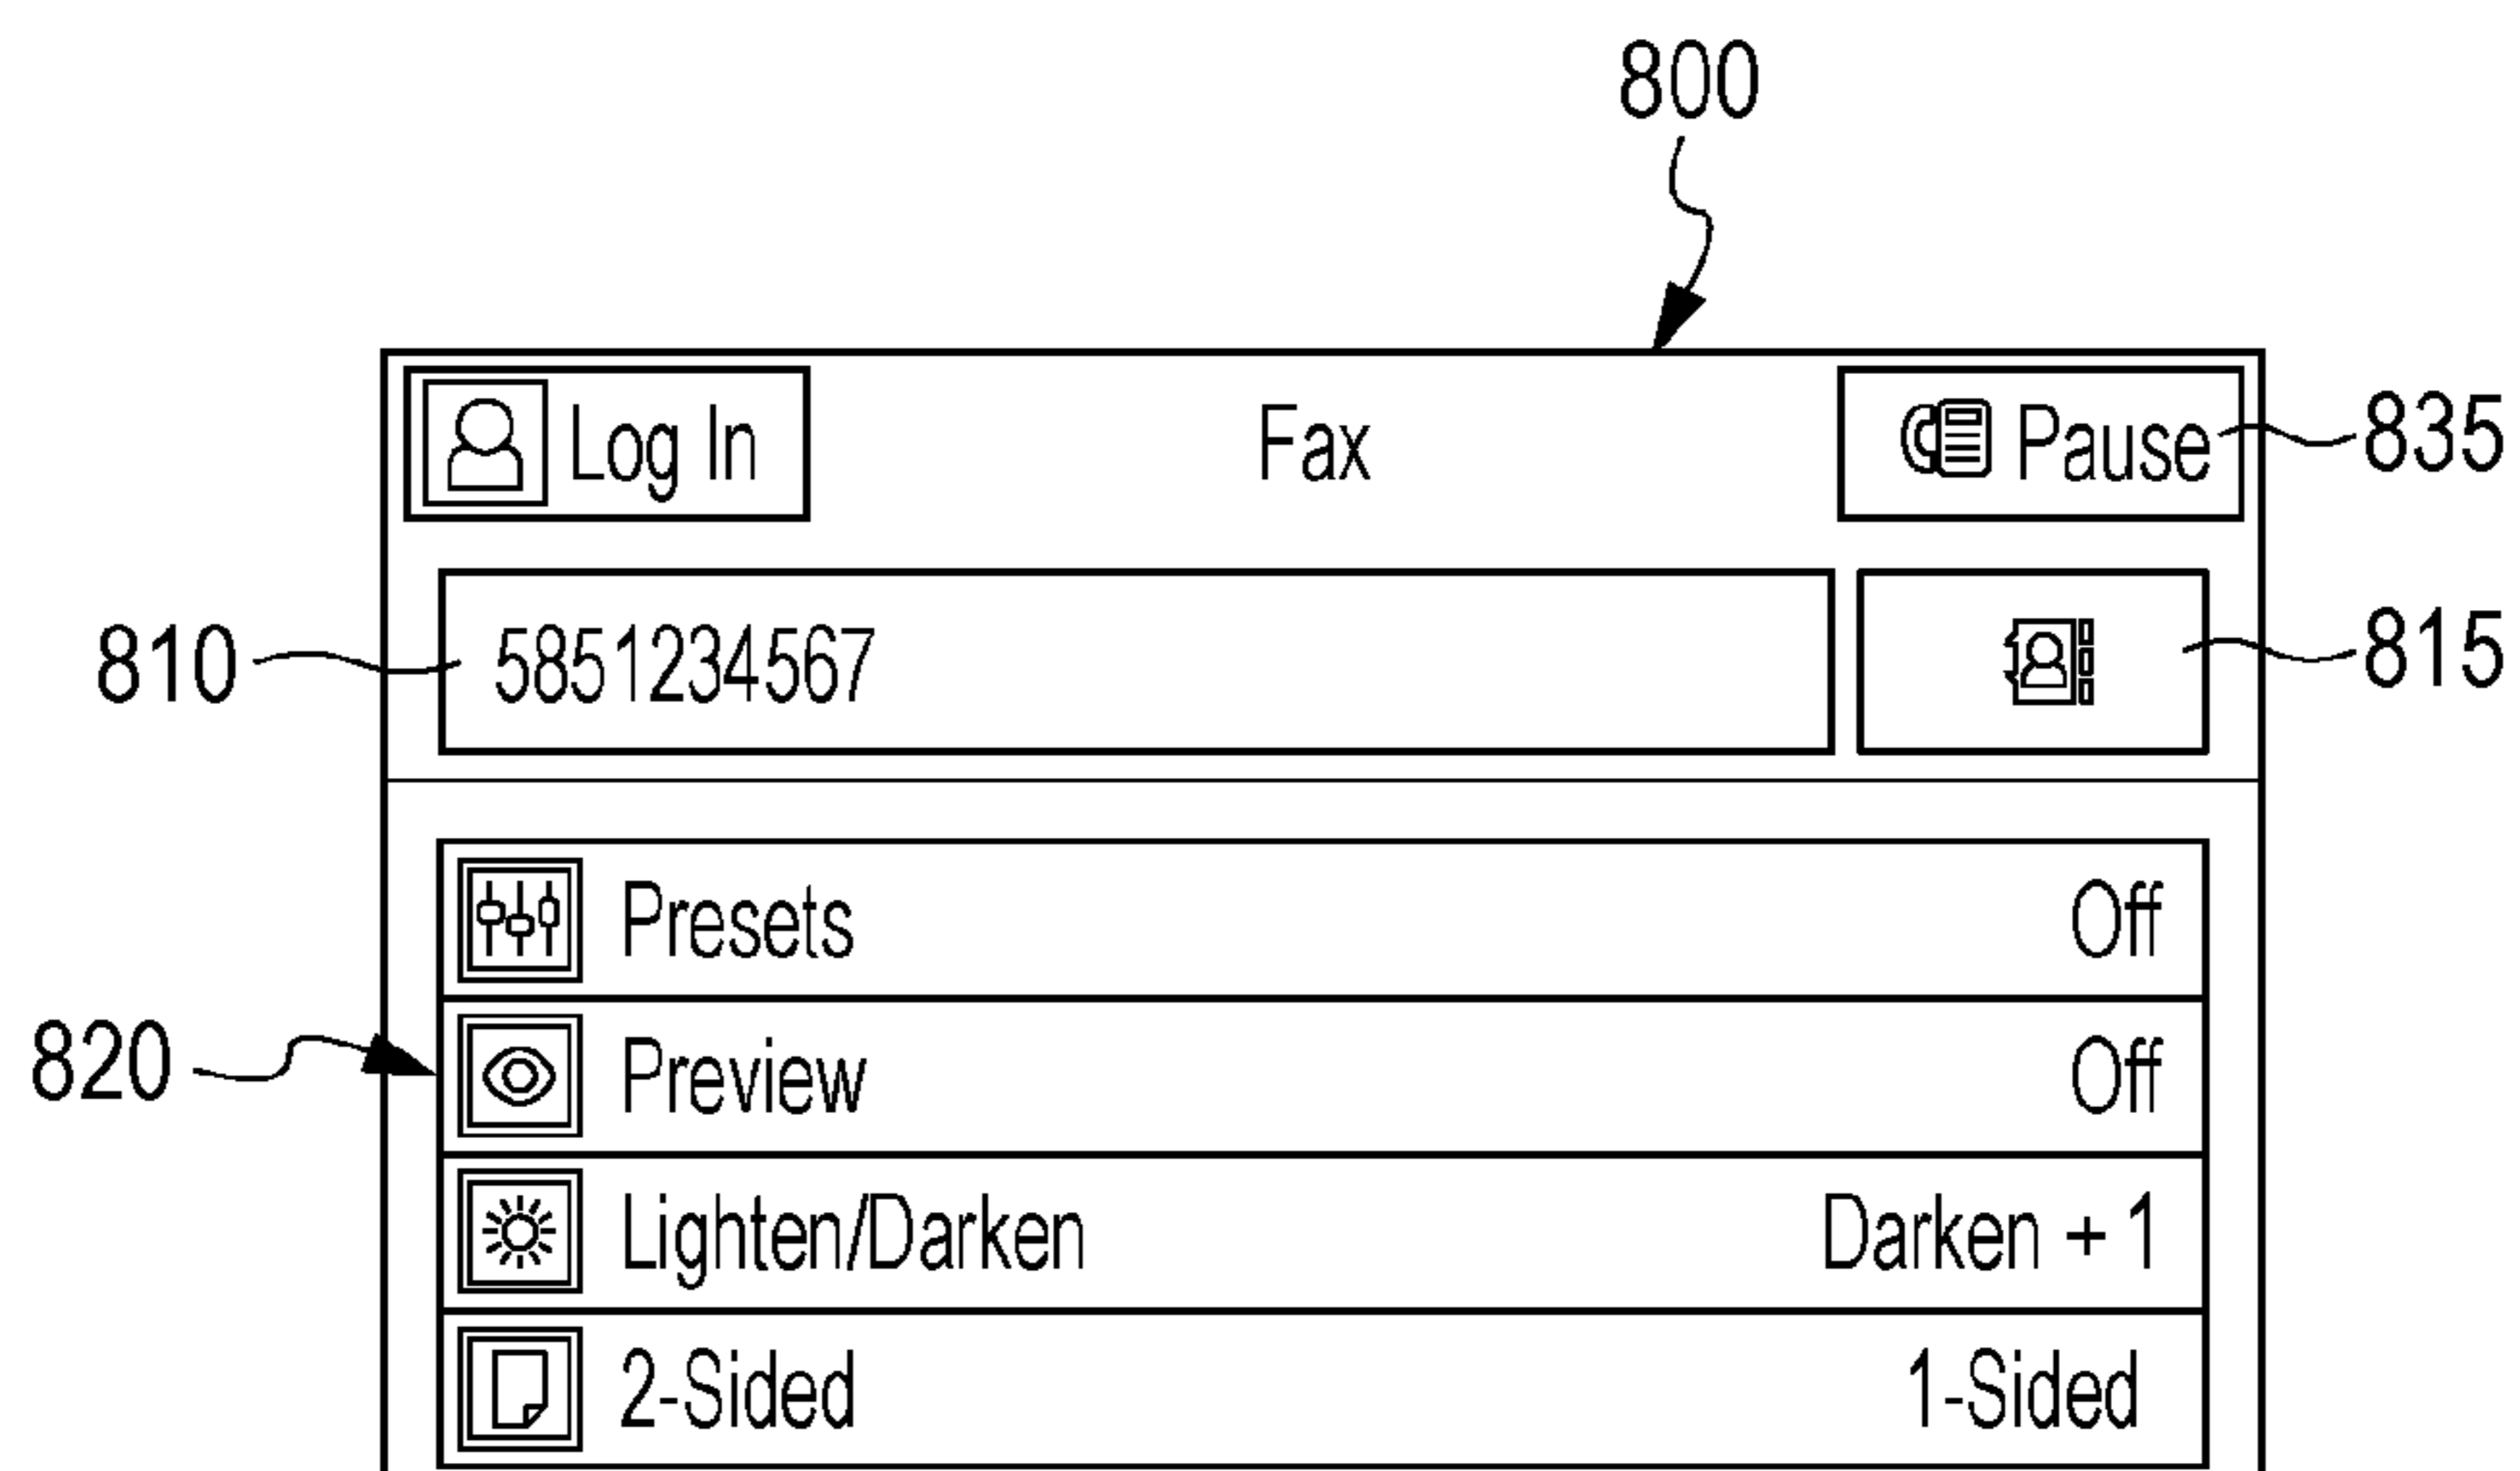 800
Log In Fax Pause 835
810 5851234567 815
Presets Off
820 Preview Off
Lighten/Darken Darken + 1
2-Sided 1-Sided